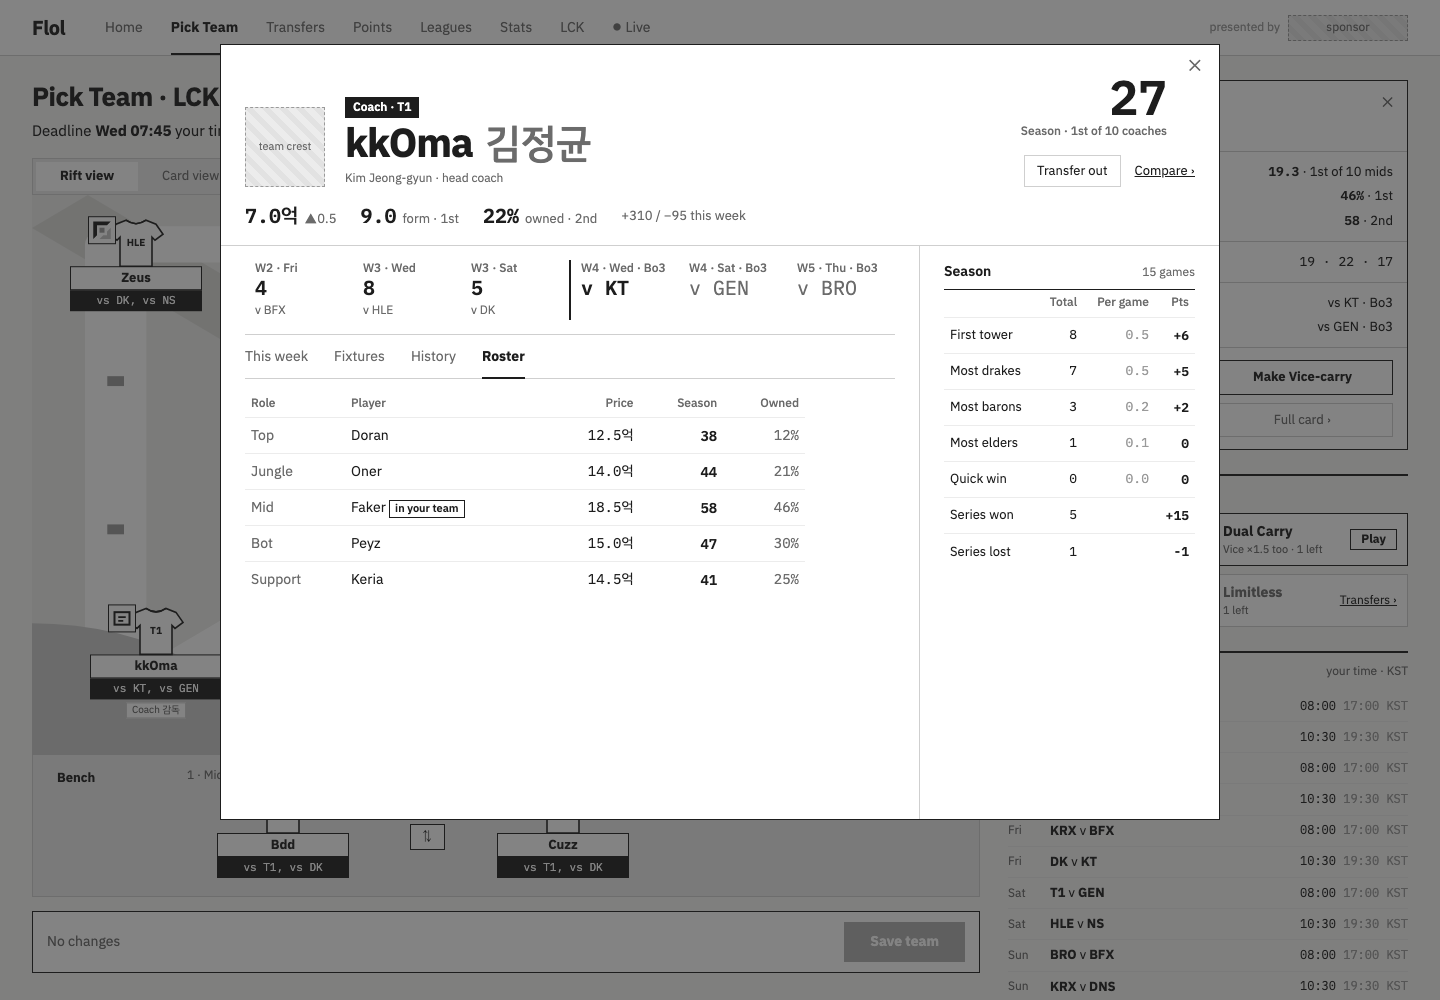 Flol
Home
Pick Team
Transfers
Points
Leagues
Stats
LCK
Live
presented by
sponsor
Pick Team · LCK
Deadline Wed 07:45 your
Rift view
Card view
HLE
Zeus
vs DK, vs NS
T1
kkOma
vs KT, vs GEN
Coach 감독
Bench
Bdd
vs T1, vs DK
⇅
Cuzz
vs T1, vs DK
No changes
Save team
×
team crest
Coach · T1
kkOma 김정균
Kim Jeong-gyun · head coach
27
Season · 1st of 10 coaches
Transfer out
Compare ›
7.0억 ▲0.5
9.0 form · 1st
22% owned · 2nd
+310 / −95 this week
W2 · Fri
4
v BFX
W3 · Wed
8
v HLE
W3 · Sat
5
v DK
W4 · Wed · Bo3
v KT
W4 · Sat · Bo3
v GEN
W5 · Thu · Bo3
v BRO
This week
Fixtures
History
Roster
Role Player Price Season Owned
Top Doran 12.5억 38 12%
Jungle Oner 14.0억 44 21%
Mid Faker in your team 18.5억 58 46%
Bot Peyz 15.0억 47 30%
Support Keria 14.5억 41 25%
Season 15 games
Total Per game Pts
First tower 8 0.5 +6
Most drakes 7 0.5 +5
Most barons 3 0.2 +2
Most elders 1 0.1 0
Quick win 0 0.0 0
Series won 5 +15
Series lost 1 -1
×
19.3 · 1st of 10 mids
46% · 1st
58 · 2nd
19 · 22 · 17
vs KT · Bo3
vs GEN · Bo3
Make Vice-carry
Full card ›
Dual Carry
Vice ×1.5 too · 1 left
Play
Limitless
1 left
Transfers ›
your time · KST
08:00 17:00 KST
10:30 19:30 KST
08:00 17:00 KST
10:30 19:30 KST
Fri KRX v BFX 08:00 17:00 KST
Fri DK v KT 10:30 19:30 KST
Sat T1 v GEN 08:00 17:00 KST
Sat HLE v NS 10:30 19:30 KST
Sun BRO v BFX 08:00 17:00 KST
Sun KRX v DNS 10:30 19:30 KST